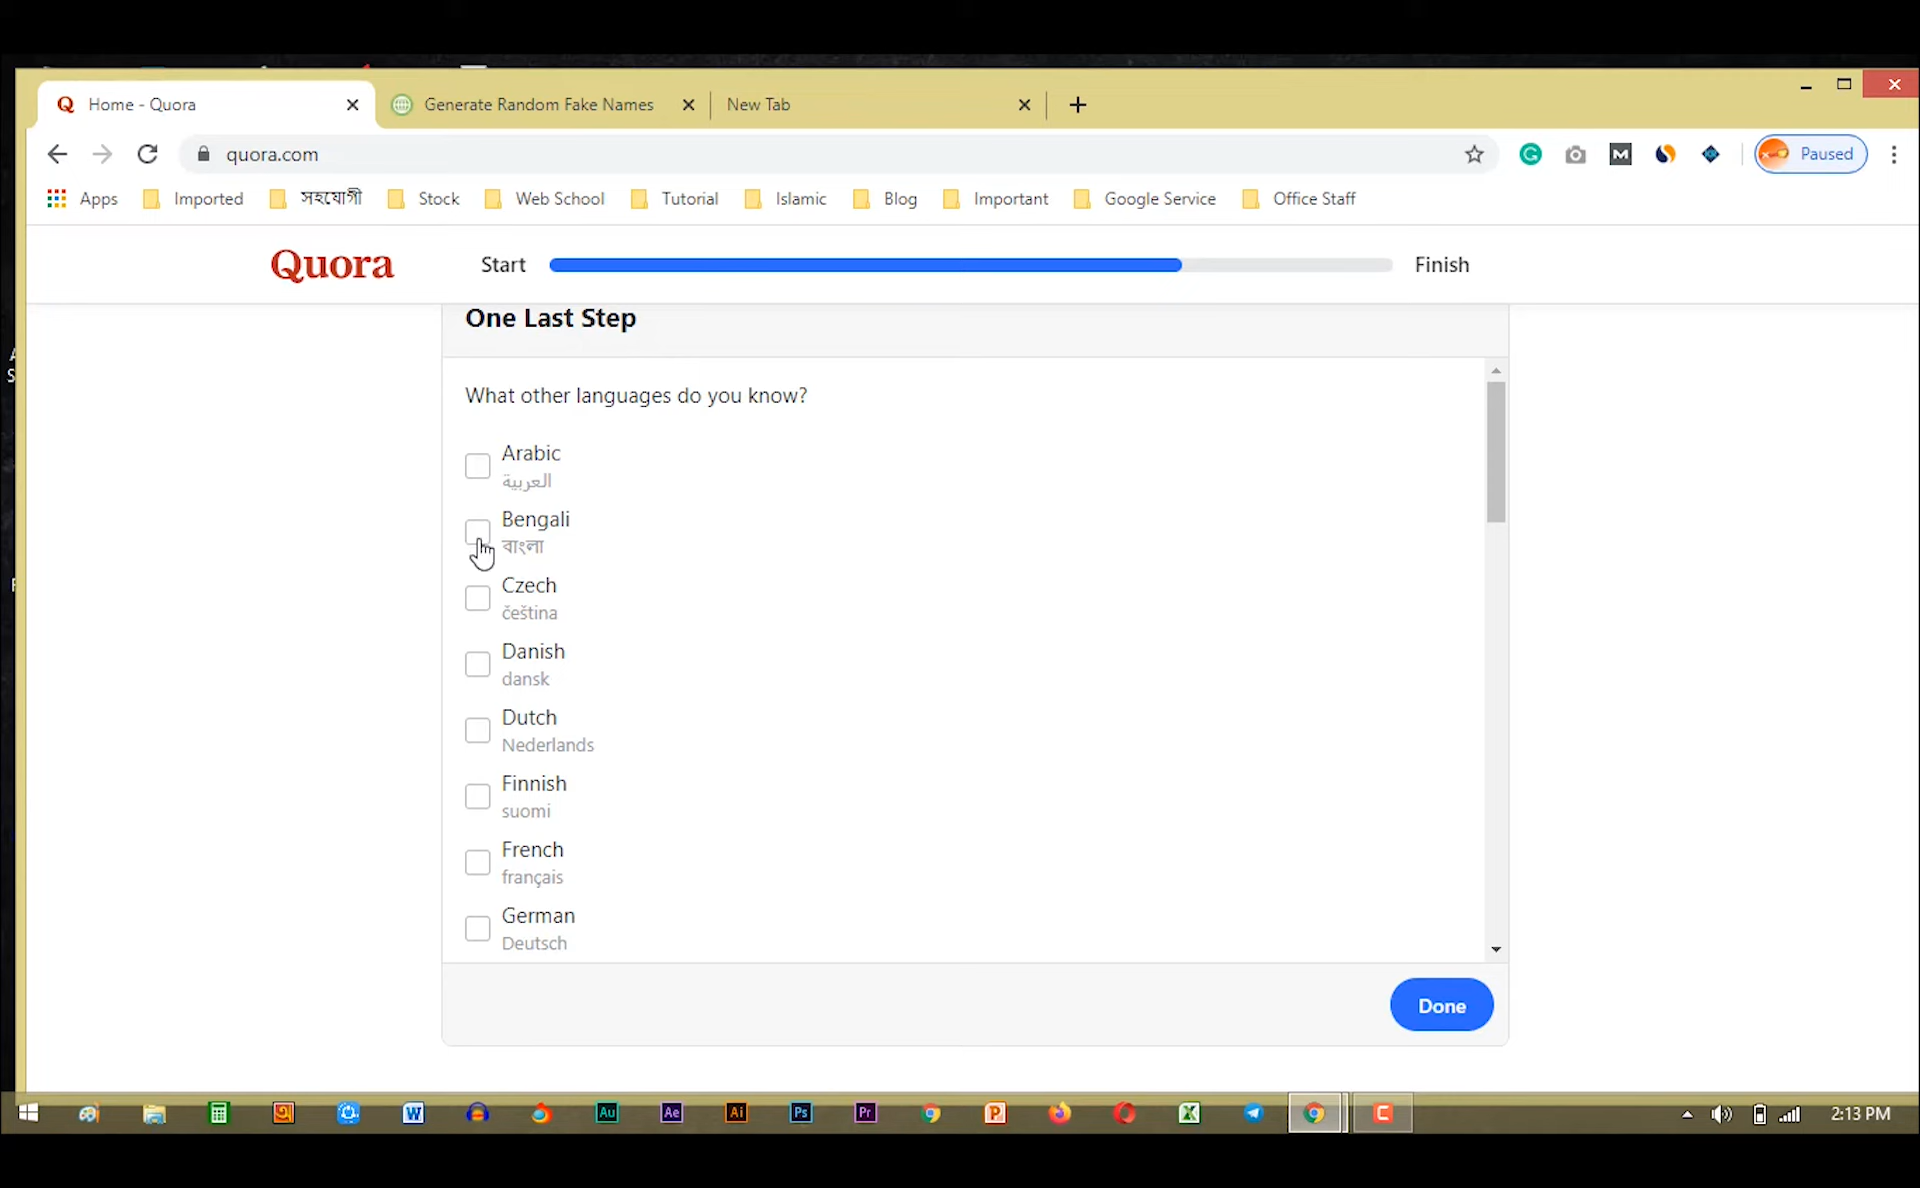 Home - Quora
Generate Random Fake Names
New Tab
quora.com
Paused
Apps
Imported
সহযোগী
Stock
Web School
Tutorial
Islamic
Blog
Important
Google Service
Office Staff
Quora
Start
Finish
One Last Step
What other languages do you know?
Arabic
العربية
Bengali
বাংলা
Czech
čeština
Danish
dansk
Dutch
Nederlands
Finnish
suomi
French
français
German
Deutsch
Done
2:13 PM